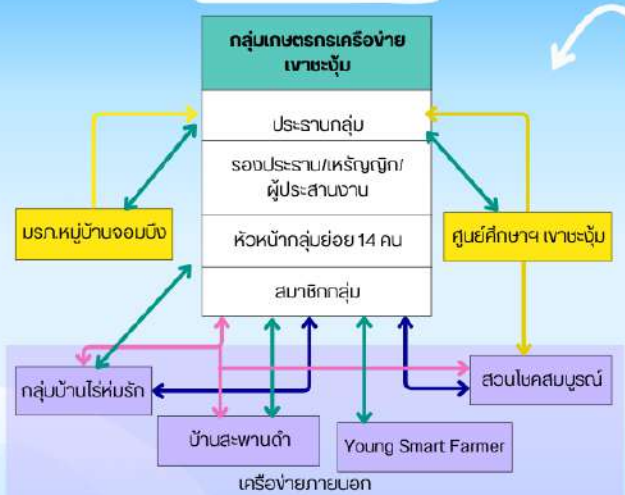 กลุ่มเกษตรกรเครือข่าย
เขาชะงุ้ม
ประธานกลุ่ม
รองประธาน/เหรัญญิก/
ผู้ประสานงาน
มรภ.หมู่บ้านจอมบึง
หัวหน้ากลุ่มย่อย 14 คน
ศูนย์ศึกษาฯ เขาชะงุ้ม
สมาชิกกลุ่ม
กลุ่มบ้านไร่ห่มรัก
สวนโชคสมบูรณ์
บ้านสะพานดำ
Young Smart Farmer
เครือข่ายภายนอก